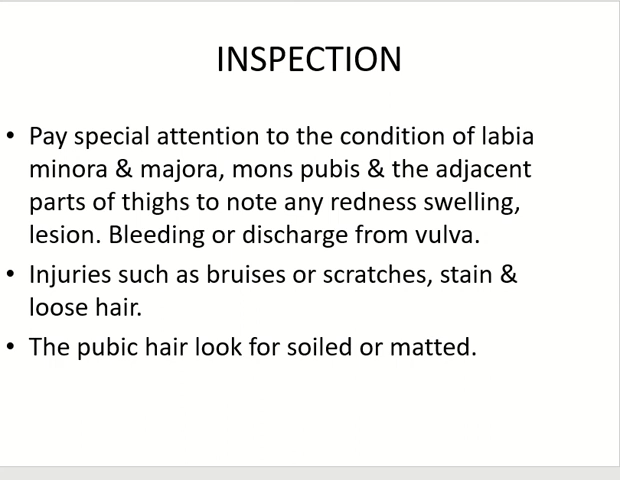 INSPECTION
• Pay special attention to the condition of labia
minora & majora, mons pubis & the adjacent
parts of thighs to note any redness swelling,
lesion. Bleeding or discharge from vulva.
• Injuries such as bruises or scratches, stain &
loose hair.
• The pubic hair look for soiled or matted.